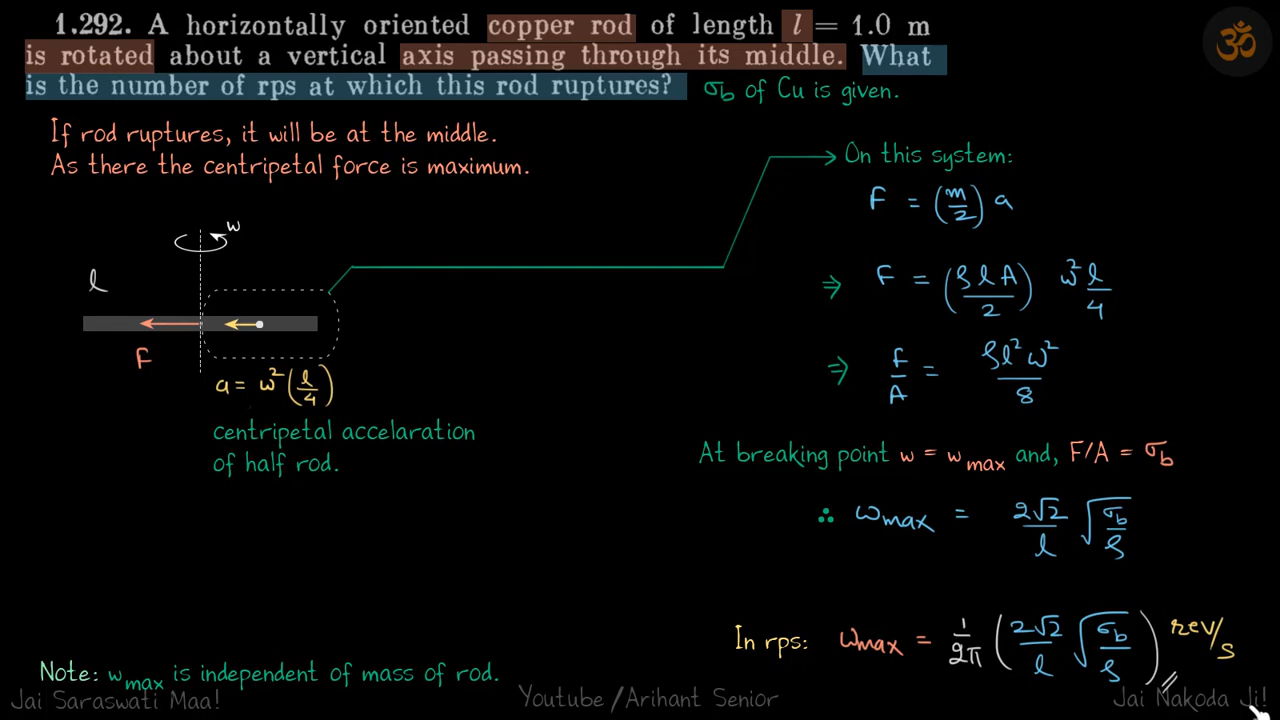 1.292. A horizontally oriented copper rod of length l = 1.0 m
is rotated about a vertical axis passing through its middle. What
is the number of rps at which this rod ruptures? σb of Cu is given.
ॐ
If rod ruptures, it will be at the middle.
As there the centripetal force is maximum.
w
l
F
a = ω²(l/4)
centripetal accelaration
of half rod.
On this system:
F = (m/2) a
⇒ F = (ρlA/2) ω²l/4
⇒ F/A = ρl²ω²/8
At breaking point w = wmax and, F/A = σb
∴ ωmax = 2√2/l √(σb/ρ)
In rps: ωmax = 1/2π (2√2/l √(σb/ρ)) rev/s
Note: wmax is independent of mass of rod.
Jai Saraswati Maa! Youtube /Arihant Senior Jai Nakoda Ji!